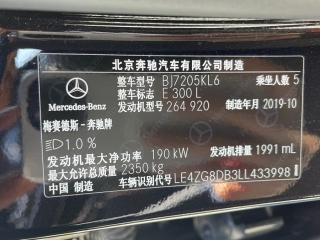 北京奔驰汽车有限公司制造
整车型号 BJ7205KL6 乘坐人数 5
整车标志 E 300 L
发动机型号 264 920 制造年月 2019-10
Mercedes-Benz
梅赛德斯-奔驰牌
1.0 %
发动机最大净功率 190 kW 发动机排量 1991 mL
最大允许总质量 2350 kg
中国 制造 车辆识别代号 LE4ZG8DB3LL433998